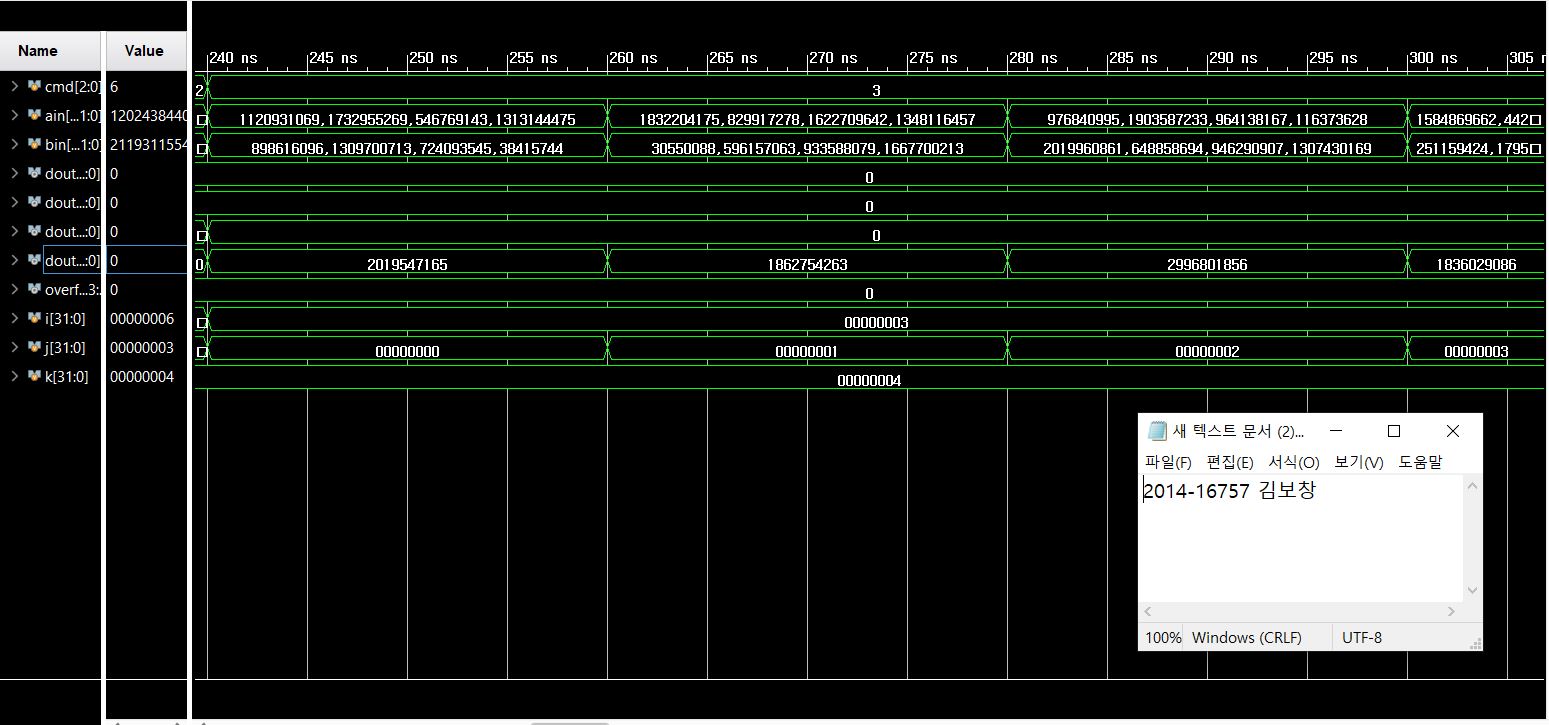 Name Value 240 ns 245 ns 250 ns 255 ns 260 ns 265 ns 270 ns 275 ns 280 ns 285 ns 290 ns 295 ns 300 ns 305 n
cmd[2:0] 6 2 3
ain[...1:0] 1202438440 1120931069,1732955269,546769143,1313144475 1832204175,829917278,1622709642,1348116457 976840995,1903587233,964138167,116373628 1584869662,442
bin[...1:0] 2119311554 898616096,1309700713,724093545,38415744 30550088,596157063,933588079,1667700213 2019960861,648858694,946290907,1307430169 251159424,1795
dout...:0] 0 0
dout...:0] 0 0
dout...:0] 0 0
dout...:0] 0 0 2019547165 1862754263 2996801856 1836029086
overf...3:. 0 0
i[31:0] 00000006 00000003
j[31:0] 00000003 00000000 00000001 00000002 00000003
k[31:0] 00000004 00000004
새 텍스트 문서 (2)...
파일(F) 편집(E) 서식(O) 보기(V) 도움말
2014-16757 김보창
100% Windows (CRLF) UTF-8